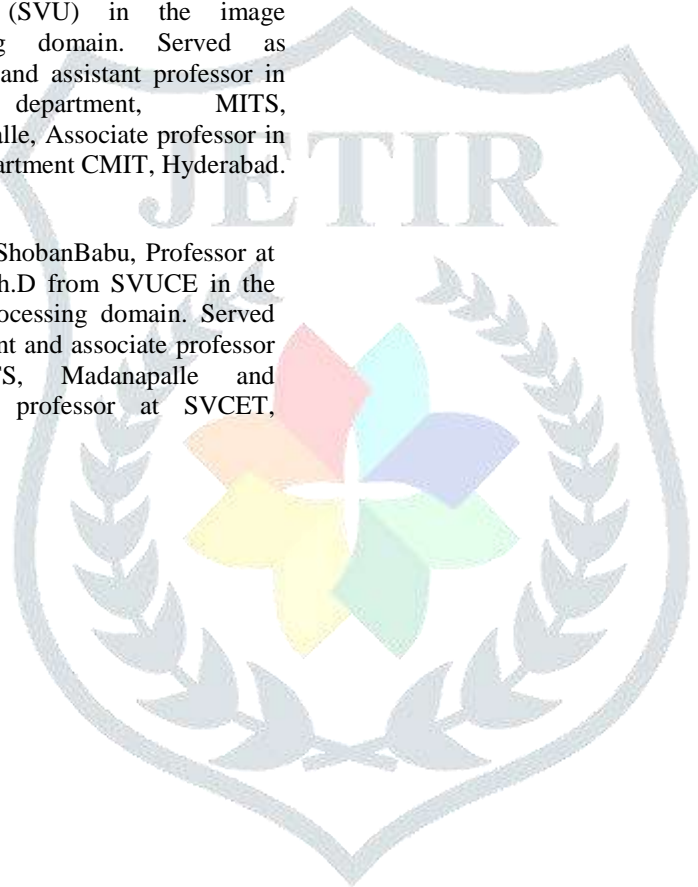 (SVU) in the image
g domain. Served as
and assistant professor in
department, MITS,
alle, Associate professor in
artment CMIT, Hyderabad.
ShobanBabu, Professor at
h.D from SVUCE in the
ocessing domain. Served
nt and associate professor
TS, Madanapalle and
professor at SVCET,
JETIR